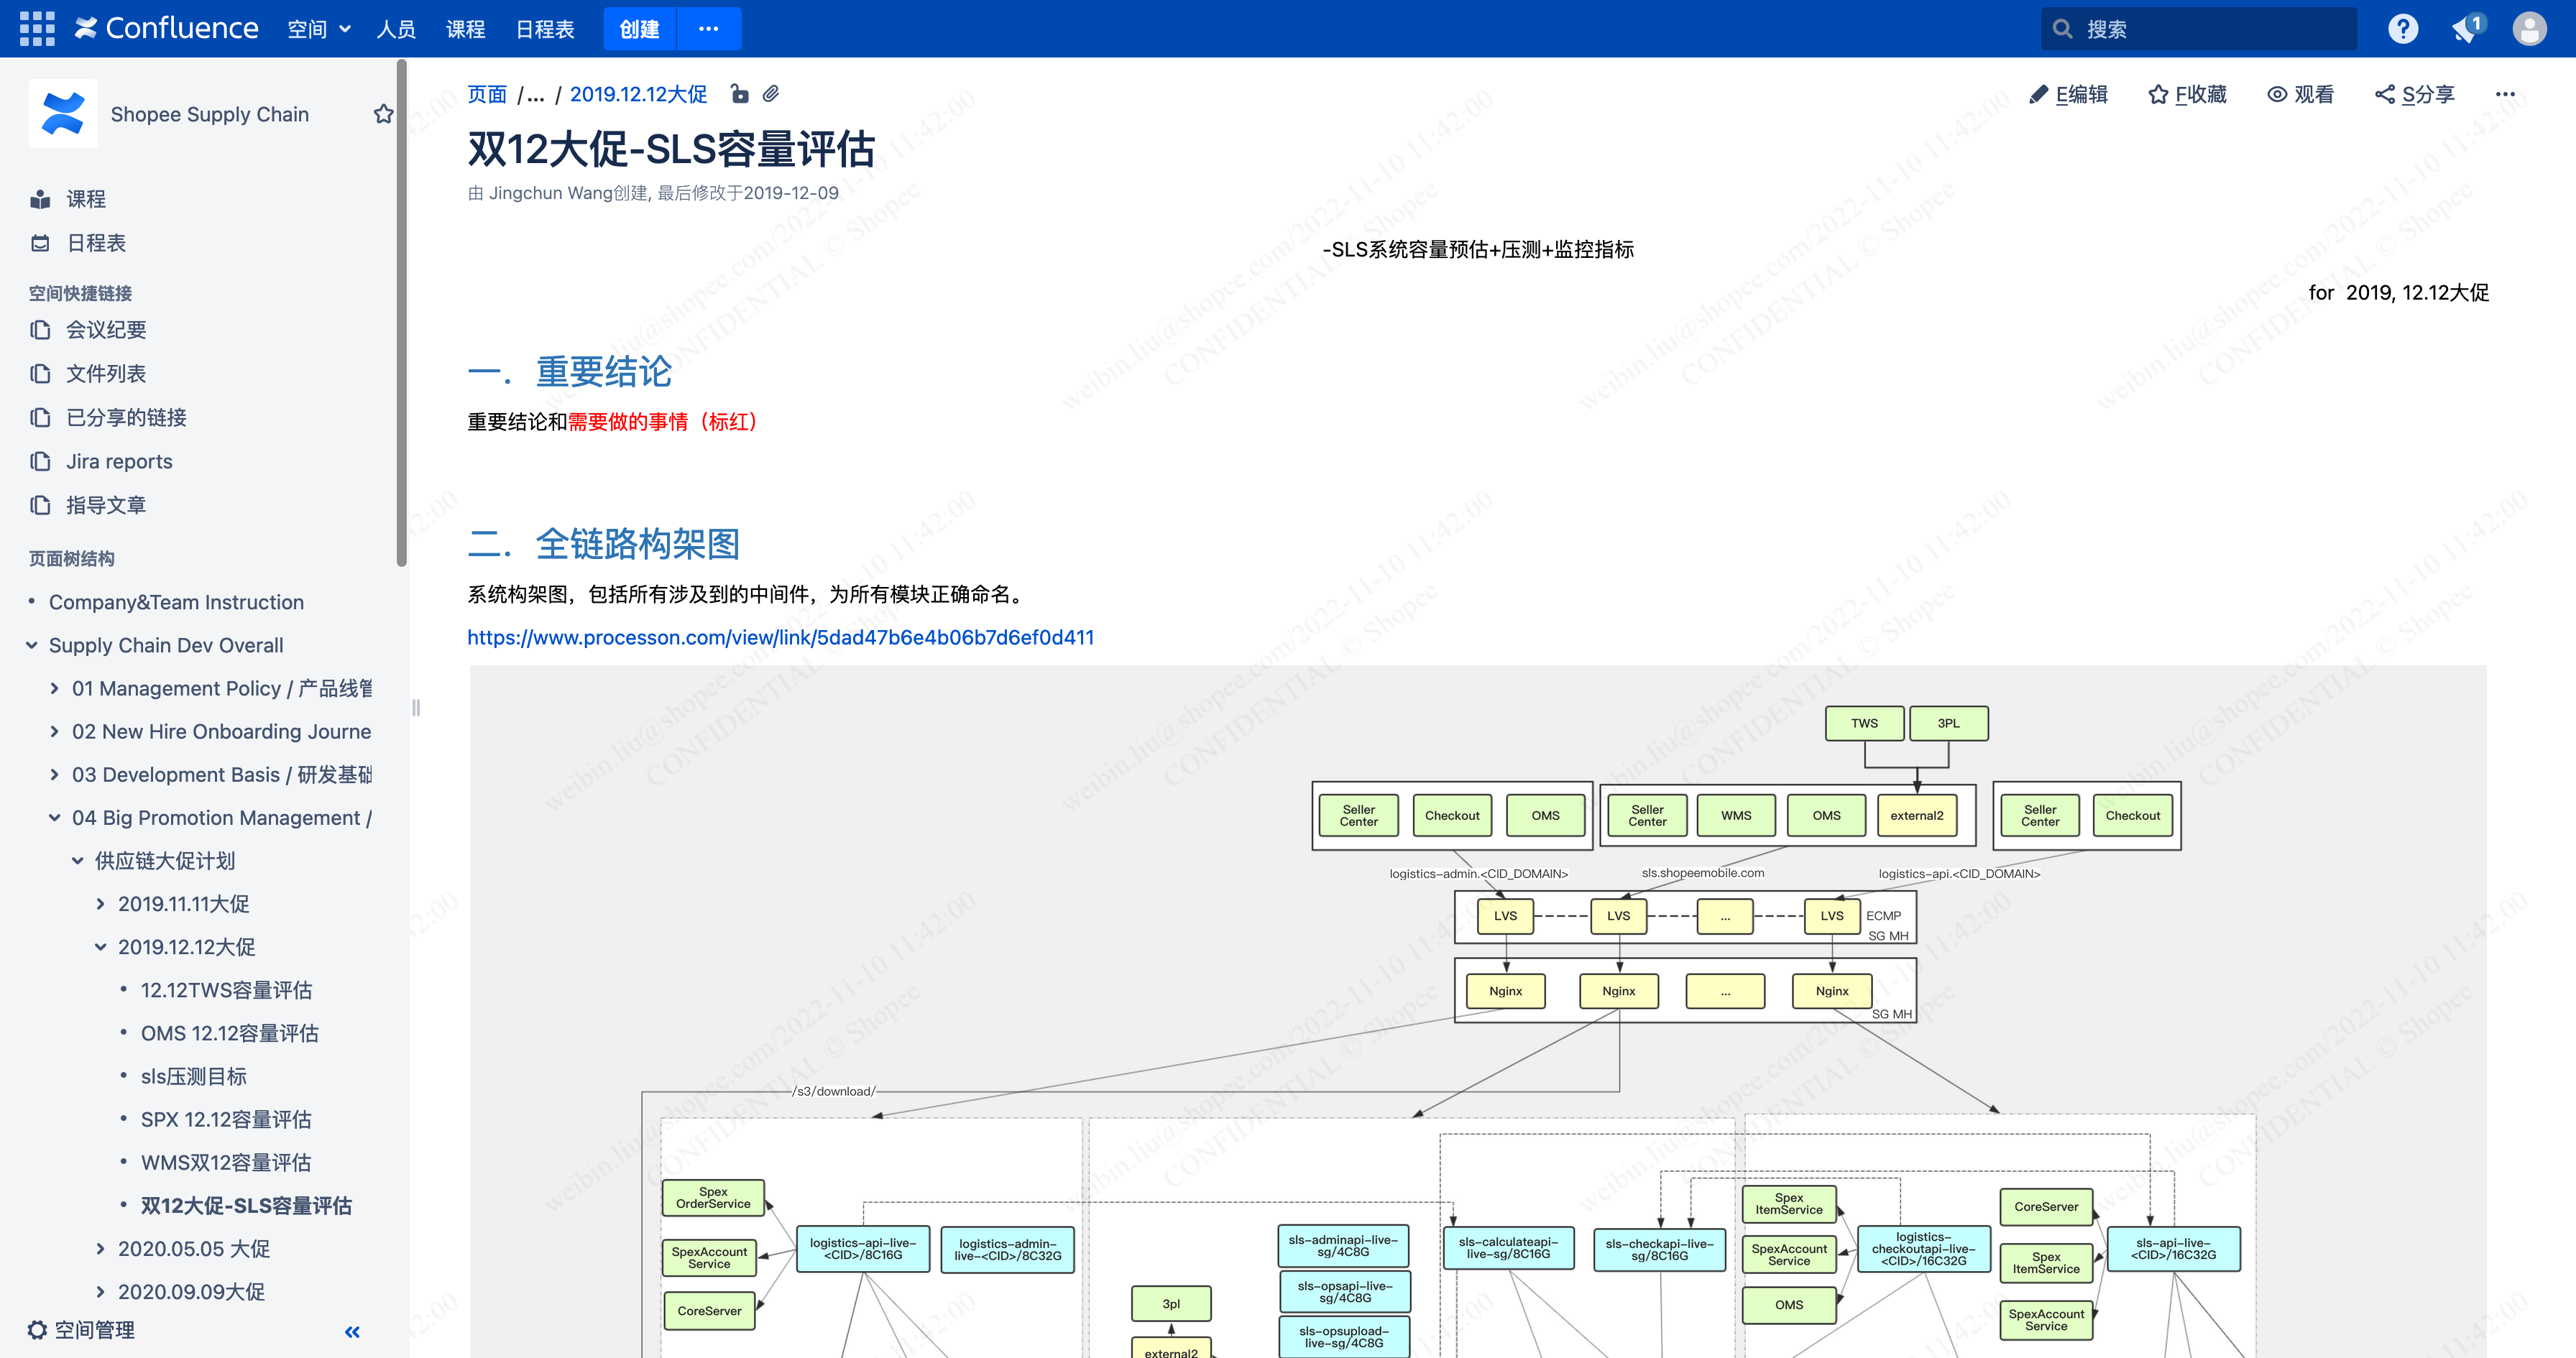 Confluence
空间
人员
课程
日程表
创建
搜索
1
Shopee Supply Chain
课程
日程表
空间快捷链接
会议纪要
文件列表
已分享的链接
Jira reports
指导文章
页面树结构
Company&Team Instruction
Supply Chain Dev Overall
01 Management Policy / 产品线管
02 New Hire Onboarding Journe
03 Development Basis / 研发基础
04 Big Promotion Management /
供应链大促计划
2019.11.11大促
2019.12.12大促
12.12TWS容量评估
OMS 12.12容量评估
sls压测目标
SPX 12.12容量评估
WMS双12容量评估
双12大促-SLS容量评估
2020.05.05 大促
2020.09.09大促
空间管理
页面 /... / 2019.12.12大促
E编辑
F收藏
观看
S分享
双12大促-SLS容量评估
由 Jingchun Wang创建, 最后修改于2019-12-09
-SLS系统容量预估+压测+监控指标
for 2019, 12.12大促
一. 重要结论
重要结论和需要做的事情（标红）
二. 全链路构架图
系统构架图，包括所有涉及到的中间件，为所有模块正确命名。
https://www.processon.com/view/link/5dad47b6e4b06b7d6ef0d411
TWS
3PL
Seller
Center
Checkout
OMS
Seller
Center
WMS
OMS
external2
Seller
Center
Checkout
logistics-admin.<CID_DOMAIN>
sls.shopeemobile.com
logistics-api.<CID_DOMAIN>
LVS
LVS
...
LVS
ECMP
SG MH
Nginx
Nginx
...
Nginx
SG MH
/s3/download/
Spex
OrderService
SpexAccount
Service
CoreServer
logistics-api-live-
<CID>/8C16G
logistics-admin-
live-<CID>/8C32G
3pl
external2
sls-adminapi-live-
sg/4C8G
sls-opsapi-live-
sg/4C8G
sls-opsupload-
live-sg/4C8G
sls-calculateapi-
live-sg/8C16G
sls-checkapi-live-
sg/8C16G
Spex
ItemService
SpexAccount
Service
OMS
logistics-
checkoutapi-live-
<CID>/16C32G
CoreServer
Spex
ItemService
SpexAccount
Service
sls-api-live-
<CID>/16C32G
weibin.liu@shopee.com/2022-11-10 11:42:00
CONFIDENTIAL © Shopee